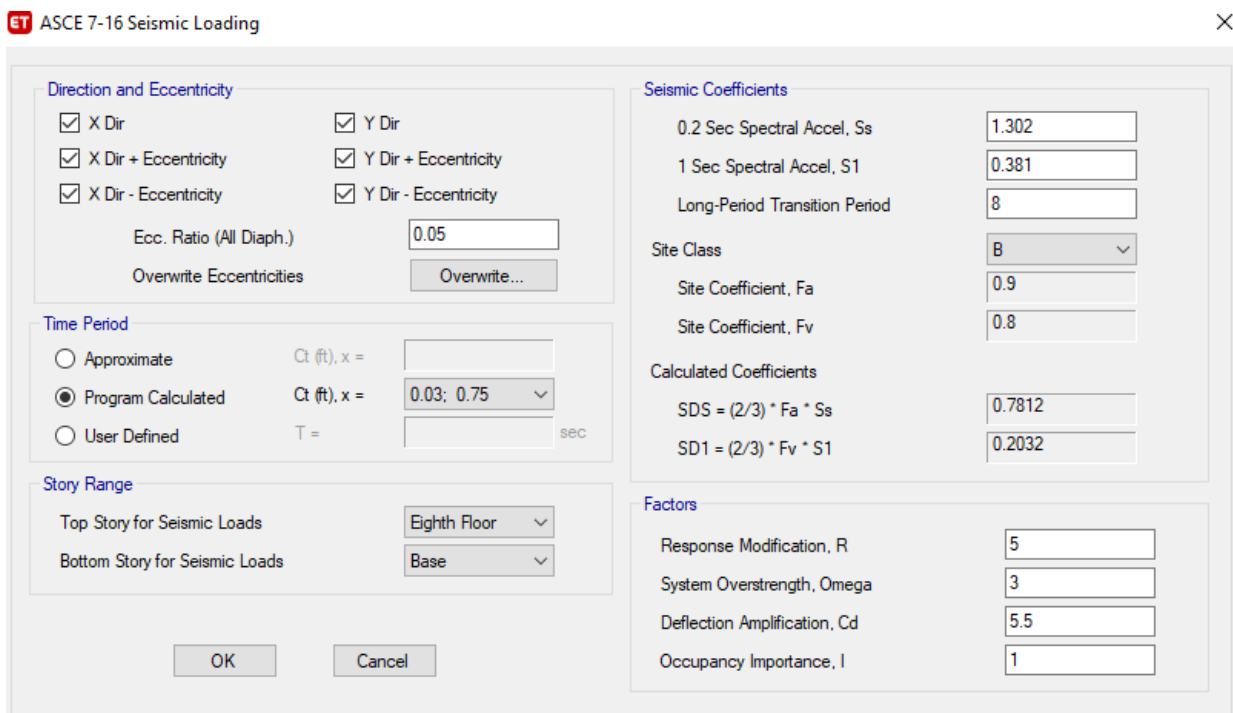 ET ASCE 7-16 Seismic Loading
Direction and Eccentricity
X Dir Y Dir
X Dir + Eccentricity Y Dir + Eccentricity
X Dir - Eccentricity Y Dir - Eccentricity
Ecc. Ratio (All Diaph.) 0.05
Overwrite Eccentricities Overwrite...
Time Period
Approximate Ct (ft), x =
Program Calculated Ct (ft), x = 0.03; 0.75
User Defined T = sec
Story Range
Top Story for Seismic Loads Eighth Floor
Bottom Story for Seismic Loads Base
OK Cancel
Seismic Coefficients
0.2 Sec Spectral Accel, Ss 1.302
1 Sec Spectral Accel, S1 0.381
Long-Period Transition Period 8
Site Class B
Site Coefficient, Fa 0.9
Site Coefficient, Fv 0.8
Calculated Coefficients
SDS = (2/3) * Fa * Ss 0.7812
SD1 = (2/3) * Fv * S1 0.2032
Factors
Response Modification, R 5
System Overstrength, Omega 3
Deflection Amplification, Cd 5.5
Occupancy Importance, I 1